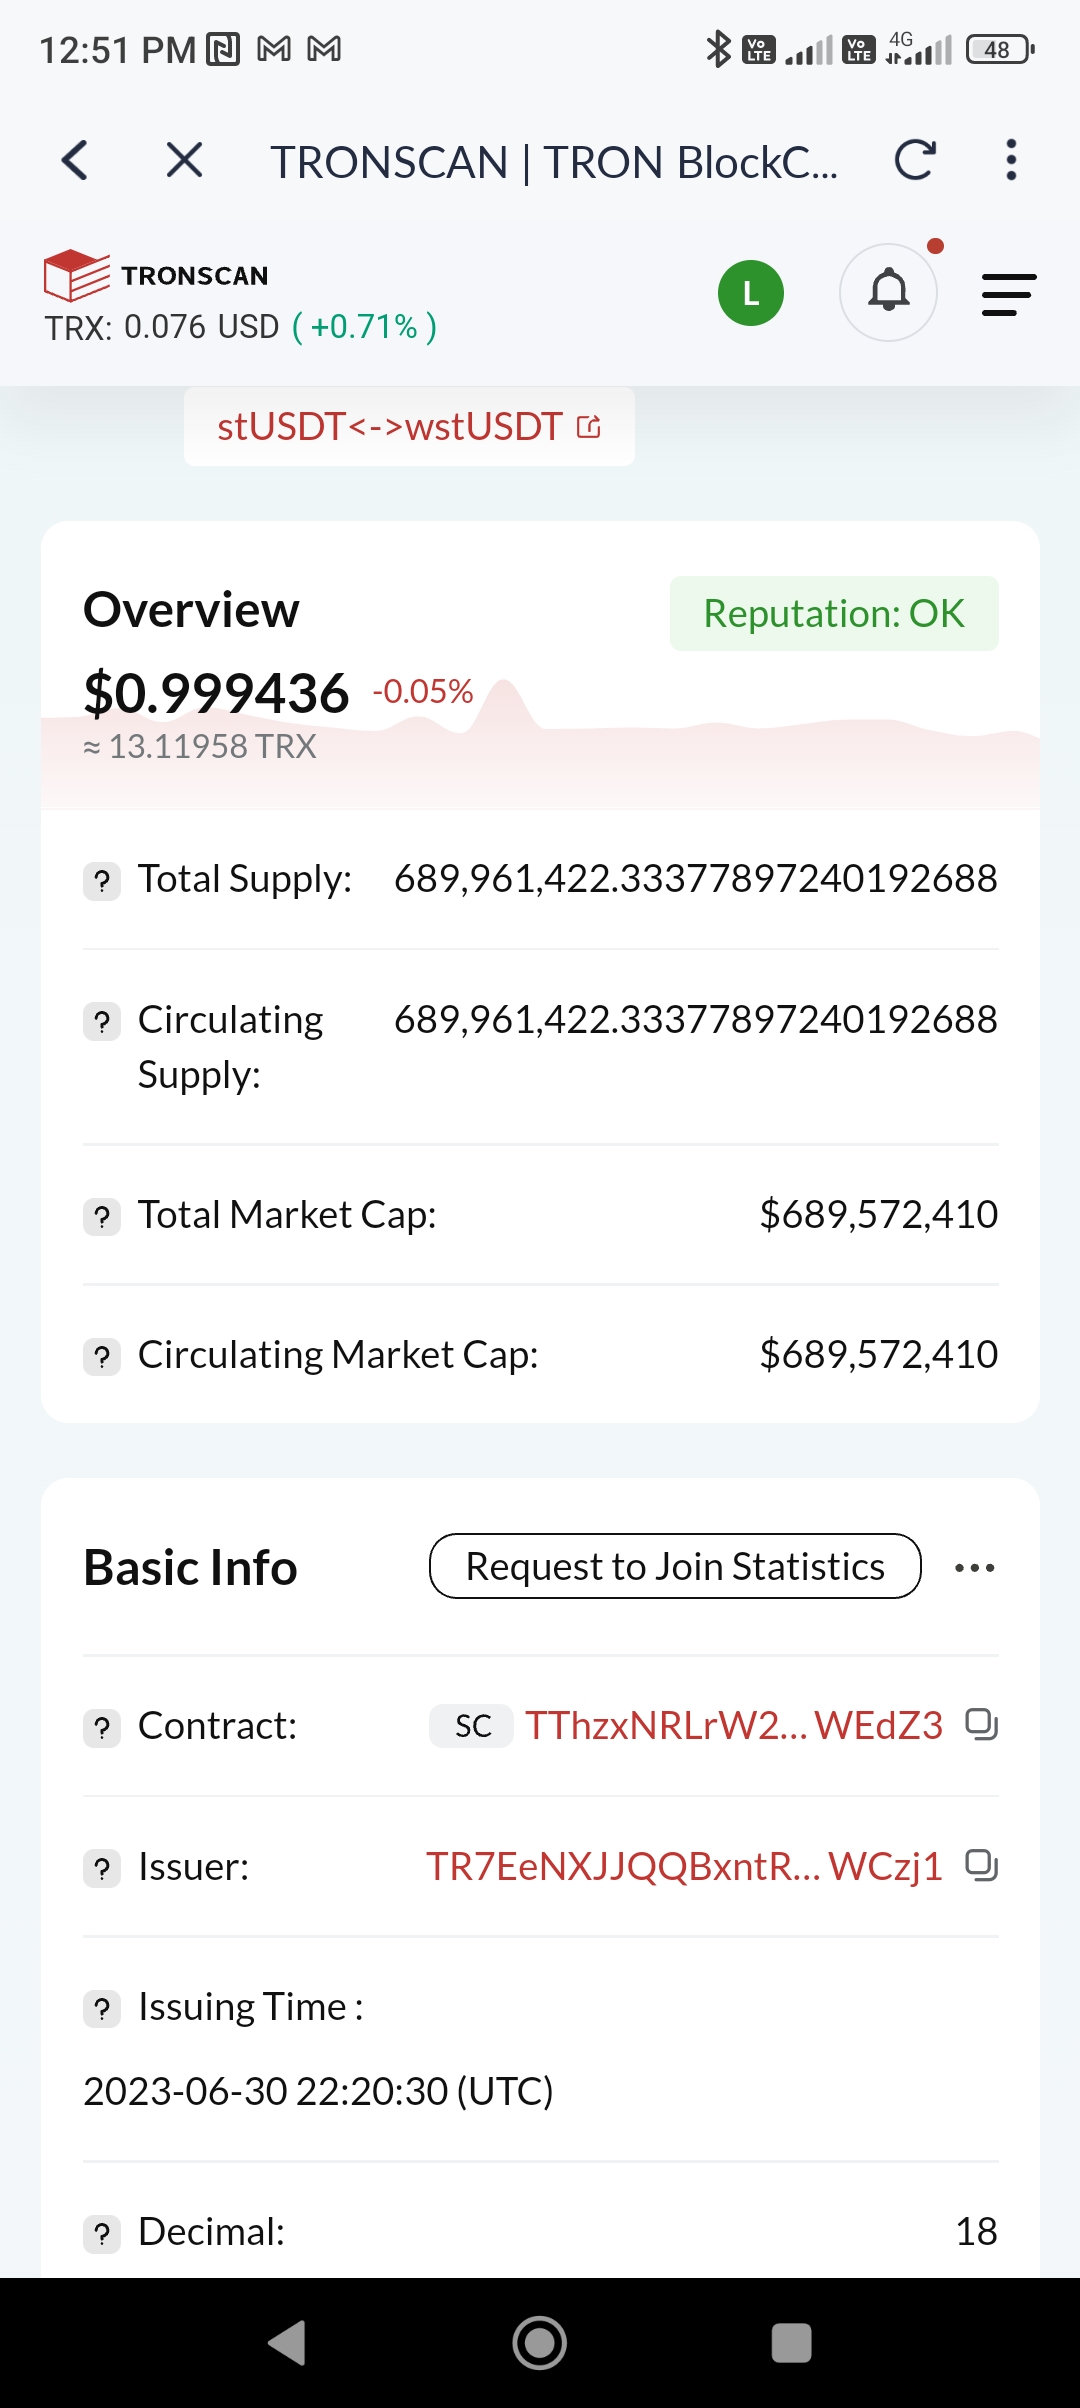 12:51 PM
4G
48
TRONSCAN | TRON BlockC...
TRONSCAN
TRX: 0.076 USD ( +0.71% )
L
stUSDT<->wstUSDT
Overview
Reputation: OK
$0.999436 -0.05%
≈ 13.11958 TRX
? Total Supply: 689,961,422.33377897240192688
? Circulating Supply: 689,961,422.33377897240192688
? Total Market Cap: $689,572,410
? Circulating Market Cap: $689,572,410
Basic Info
Request to Join Statistics
? Contract: SC TThzxNRLrW2... WEdZ3
? Issuer: TR7EeNXJJQQBxntR... WCzj1
? Issuing Time :
2023-06-30 22:20:30 (UTC)
? Decimal: 18